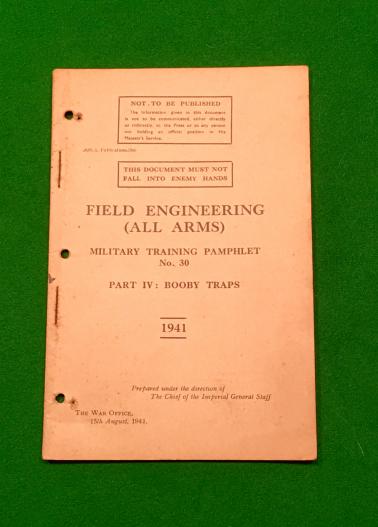 NOT TO BE PUBLISHED
The information given in this document
is not to be communicated, either directly
or indirectly, to the Press or to any person
not holding an official position in His
Majesty's Service.
THIS DOCUMENT MUST NOT
FALL INTO ENEMY HANDS
FIELD ENGINEERING
(ALL ARMS)
MILITARY TRAINING PAMPHLET
No. 30
PART IV: BOOBY TRAPS
1941
Prepared under the direction of
The Chief of the Imperial General Staff
THE WAR OFFICE,
15th August, 1941.